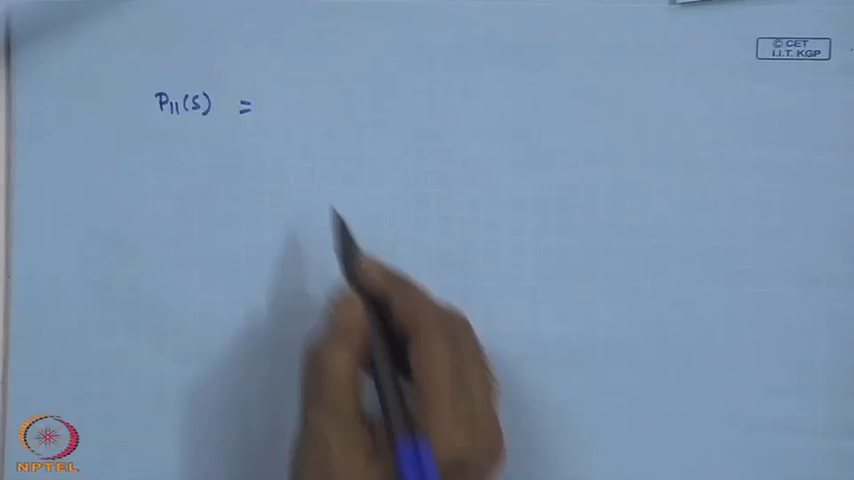 © CET
I.I.T. KGP
P11(S) =
NPTEL